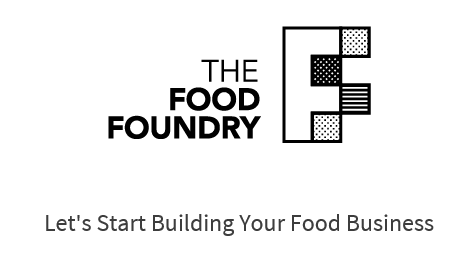 THE
FOOD
FOUNDRY
Let's Start Building Your Food Business